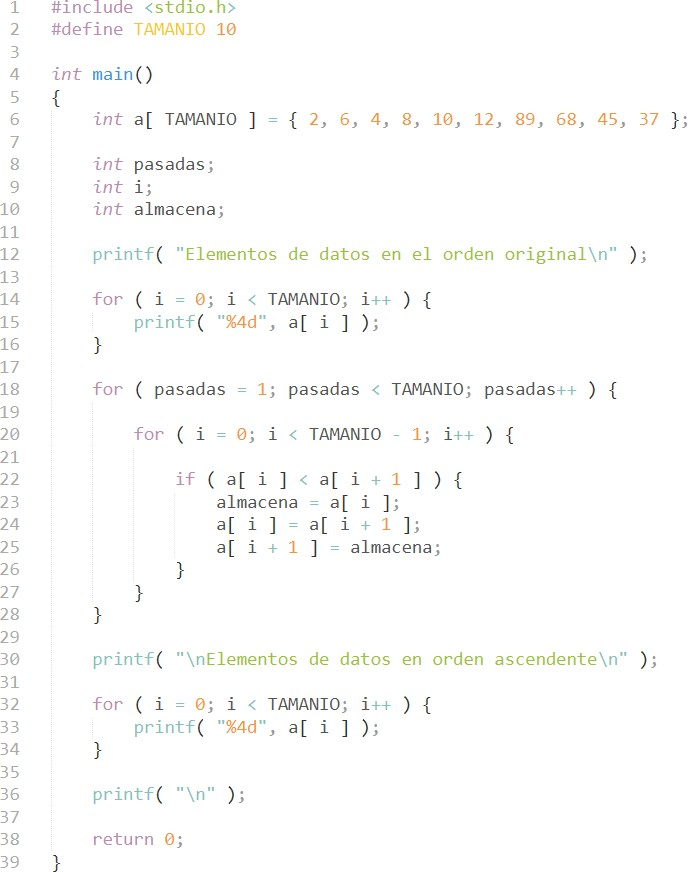 1 #include <stdio.h>
2 #define TAMANIO 10
3
4 int main()
5 {
6     int a[ TAMANIO ] = { 2, 6, 4, 8, 10, 12, 89, 68, 45, 37 };
7
8     int pasadas;
9     int i;
10     int almacena;
11
12     printf( "Elementos de datos en el orden original\n" );
13
14     for ( i = 0; i < TAMANIO; i++ ) {
15         printf( "%4d", a[ i ] );
16     }
17
18     for ( pasadas = 1; pasadas < TAMANIO; pasadas++ ) {
19
20         for ( i = 0; i < TAMANIO - 1; i++ ) {
21
22             if ( a[ i ] < a[ i + 1 ] ) {
23                 almacena = a[ i ];
24                 a[ i ] = a[ i + 1 ];
25                 a[ i + 1 ] = almacena;
26             }
27         }
28     }
29
30     printf( "\nElementos de datos en orden ascendente\n" );
31
32     for ( i = 0; i < TAMANIO; i++ ) {
33         printf( "%4d", a[ i ] );
34     }
35
36     printf( "\n" );
37
38     return 0;
39 }